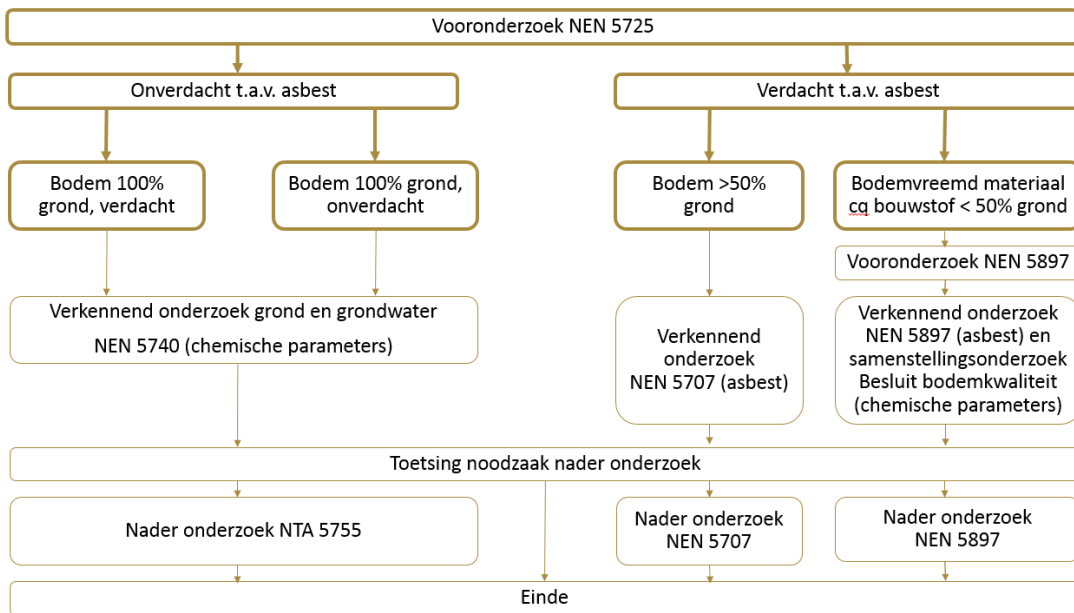 Vooronderzoek NEN 5725
Onverdacht t.a.v. asbest
Verdacht t.a.v. asbest
Bodem 100%
grond, verdacht
Bodem 100% grond,
onverdacht
Bodem >50%
grond
Bodemvreemd materiaal
cq bouwstof < 50% grond
Vooronderzoek NEN 5897
Verkennend onderzoek grond en grondwater
NEN 5740 (chemische parameters)
Verkennend
onderzoek
NEN 5707 (asbest)
Verkennend onderzoek
NEN 5897 (asbest) en
samenstellingsonderzoek
Besluit bodemkwaliteit
(chemische parameters)
Toetsing noodzaak nader onderzoek
Nader onderzoek NTA 5755
Nader onderzoek
NEN 5707
Nader onderzoek
NEN 5897
Einde